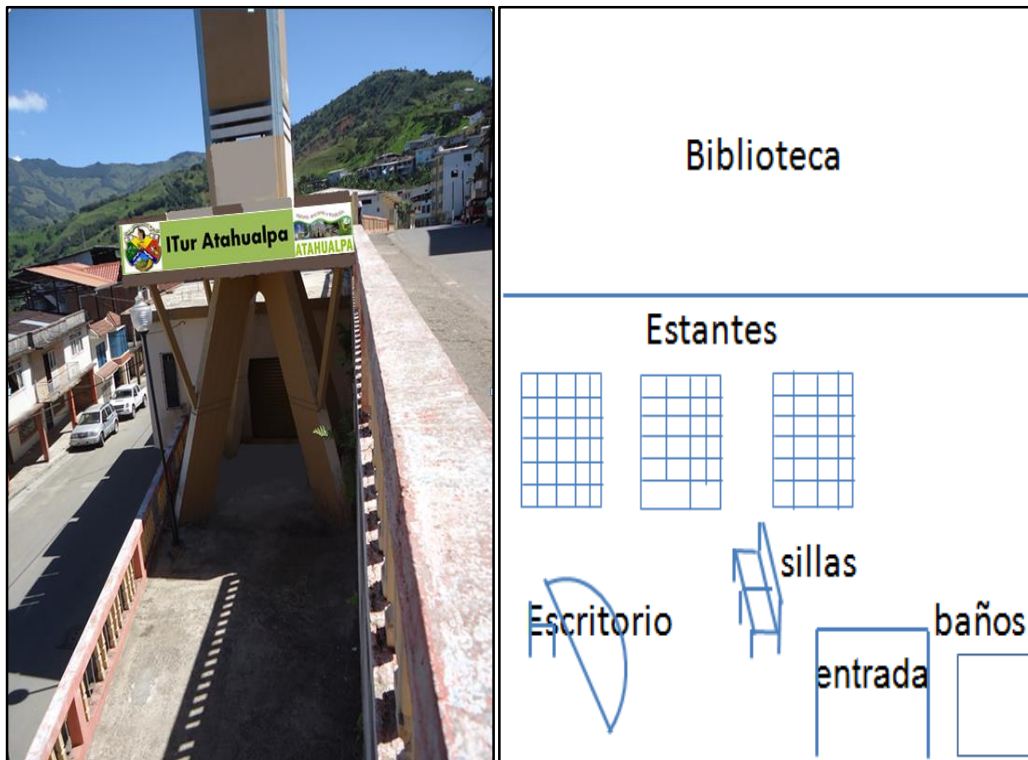 ITur Atahualpa
ATAHUALPA
Biblioteca
Estantes
sillas
Escritorio
baños
entrada